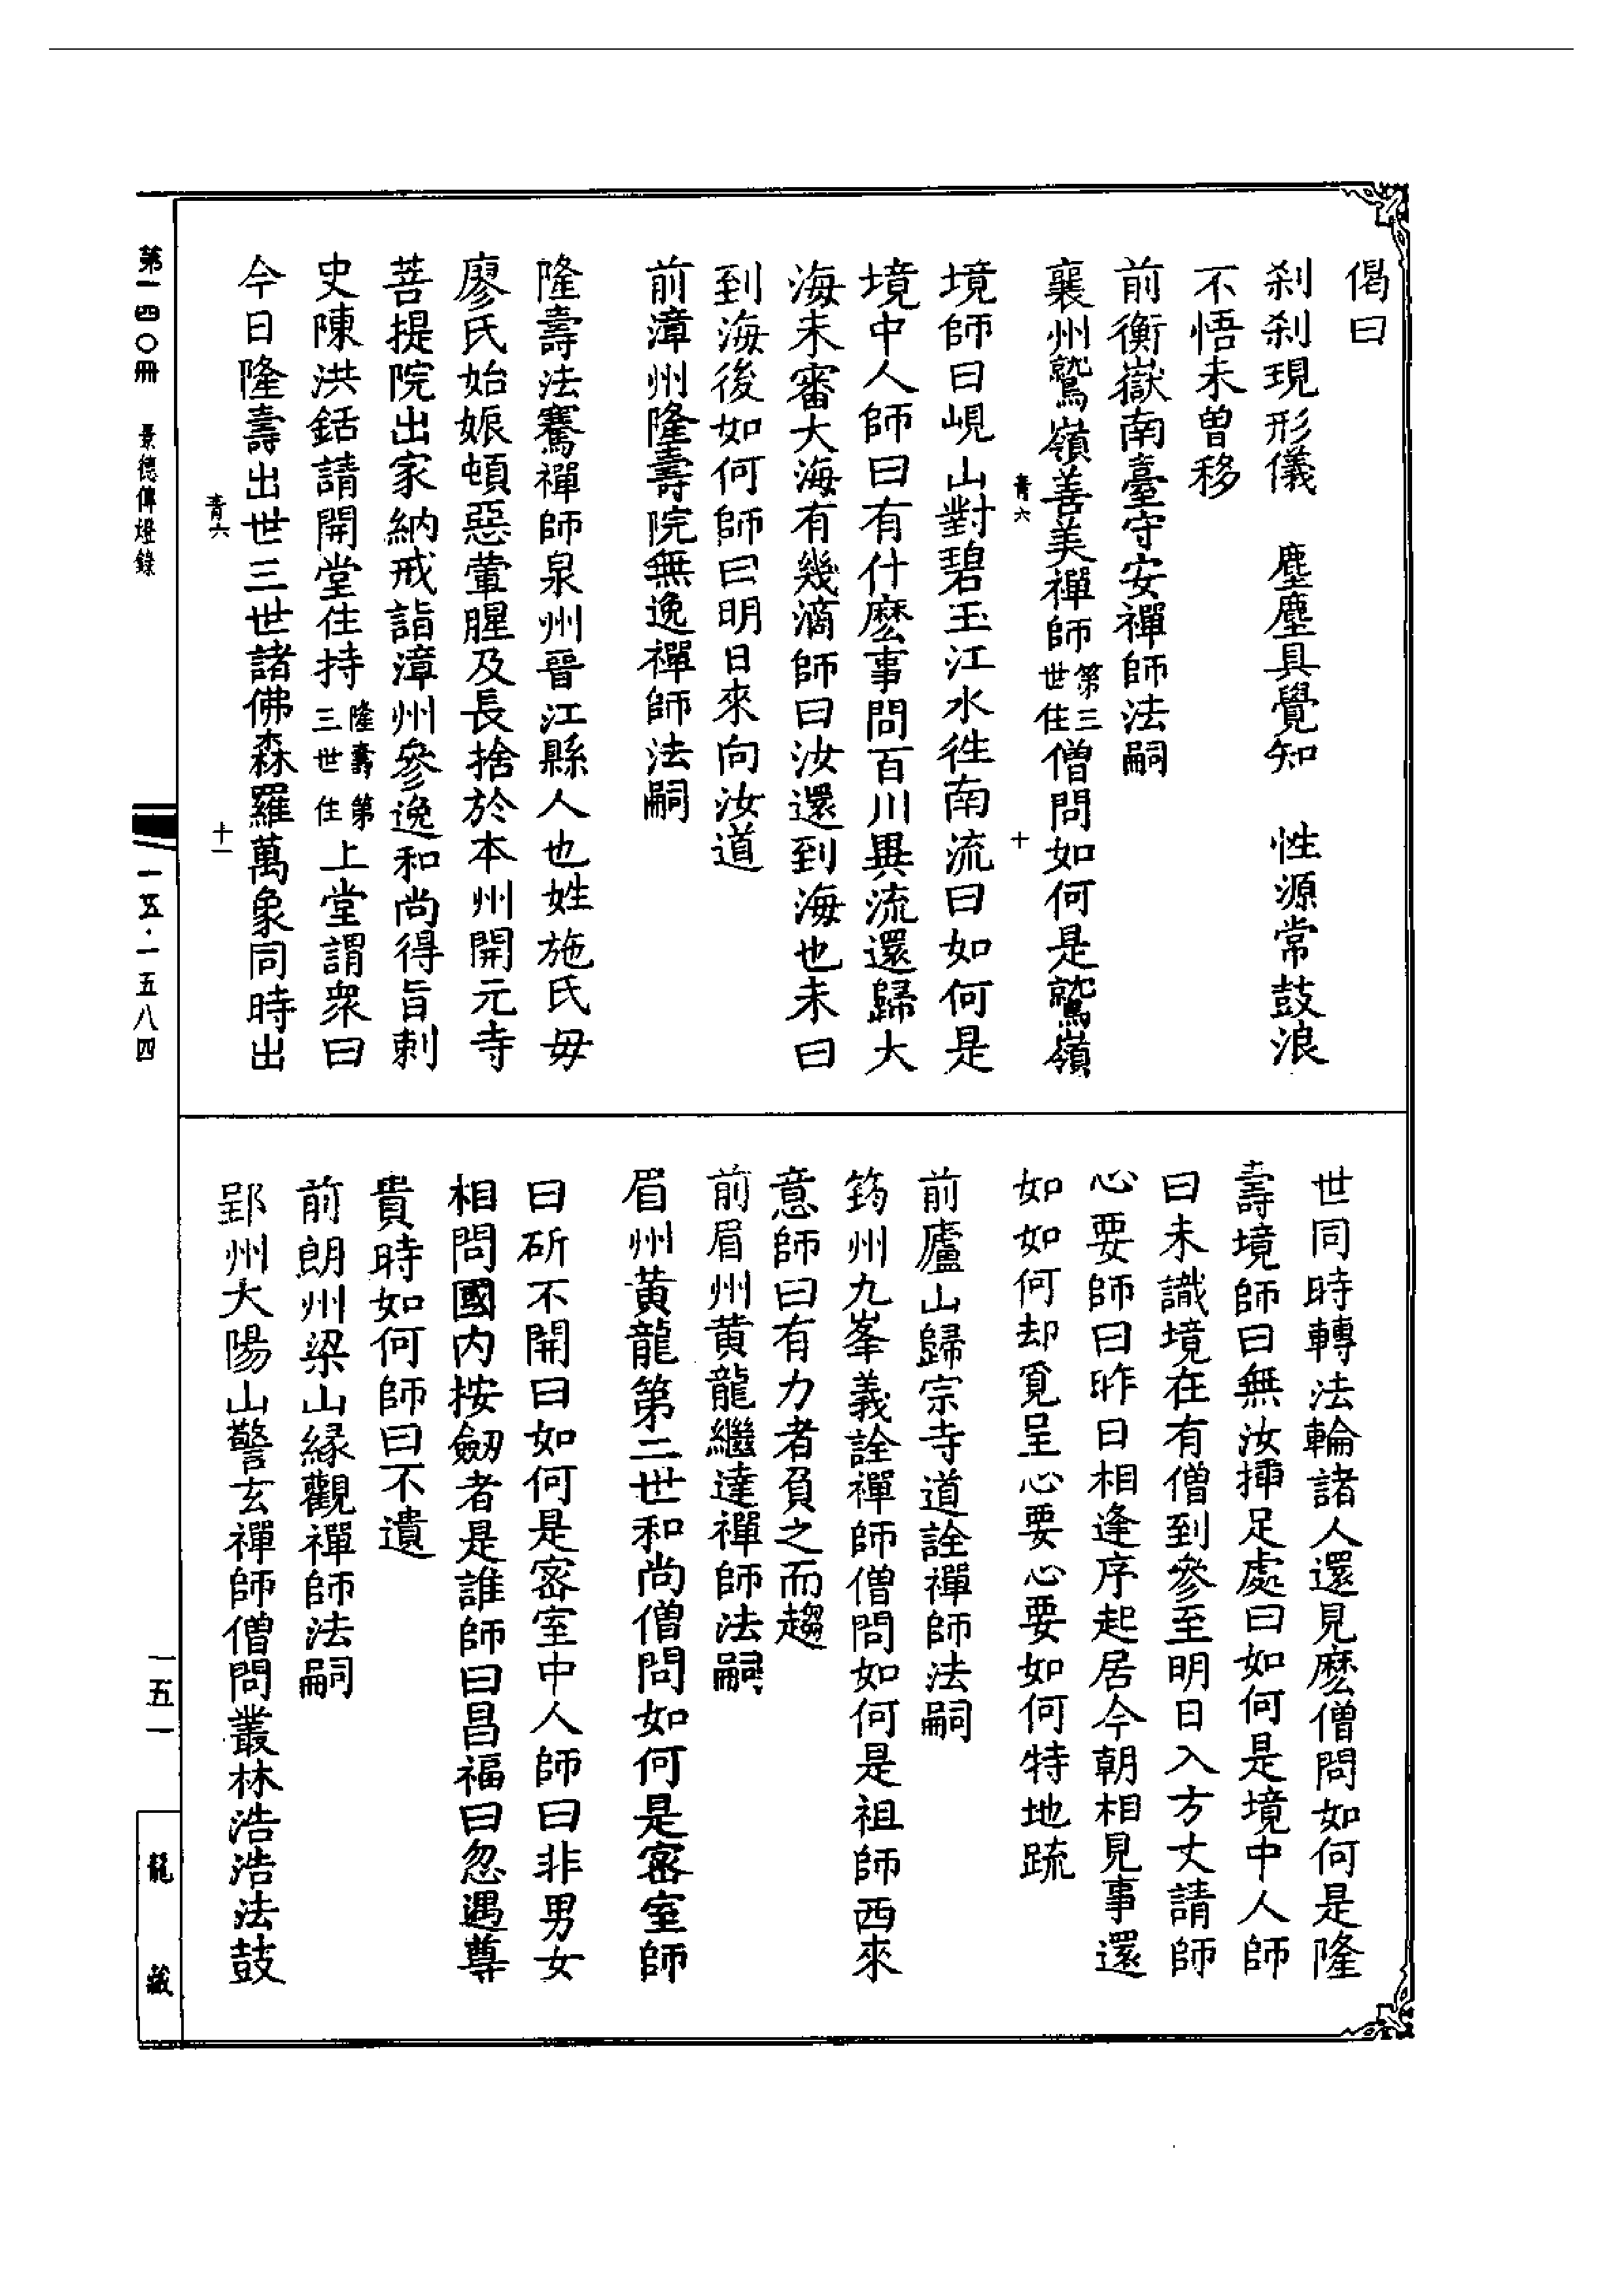 偈曰
刹刹現形儀　塵塵具覺知　性源常鼓浪
不悟未曽移
前衡嶽南臺守安禪師法嗣
襄州鷲嶺善美禪師第三世住僧問如何是鷲嶺
青六　十
境師曰峴山對碧玉江水徃南流曰如何是
境中人師曰有什麽事問百川異流還歸大
海未審大海有幾滴師曰汝還到海也未曰
到海後如何師曰明日來向汝道
前漳州隆壽院無逸禪師法嗣
隆壽法騫禪師泉州晉江縣人也姓施氏毋
廖氏始娠頓惡葷腥及長捨於本州開元寺
菩提院出家納戒詣漳州參逸和尚得旨刺
史陳洪銛請開堂住持隆壽第三世住上堂謂衆曰
今日隆壽出世三世諸佛森羅萬象同時出
青六　十一
世同時轉法輪諸人還見麽僧問如何是隆
壽境師曰無汝揷足處曰如何是境中人師
曰未識境在有僧到參至明日入方丈請師
心要師曰昨日相逢序起居今朝相見事還
如如何却覓呈心要心要如何特地踈
前廬山歸宗寺道詮禪師法嗣
筠州九峯義詮禪師僧問如何是祖師西來
意師曰有力者負之而趨
前眉州黄龍繼達禪師法嗣
眉州黄龍第二世和尚僧問如何是密室師
曰斫不開曰如何是密室中人師曰非男女
相問國内按劒者是誰師曰昌福曰忽遇尊
貴時如何師曰不遺
前朗州梁山緣觀禪師法嗣
郢州大陽山警玄禪師僧問叢林浩浩法鼓
第一四〇冊　景德傳燈錄　一五·一五八四
一五一　龍藏